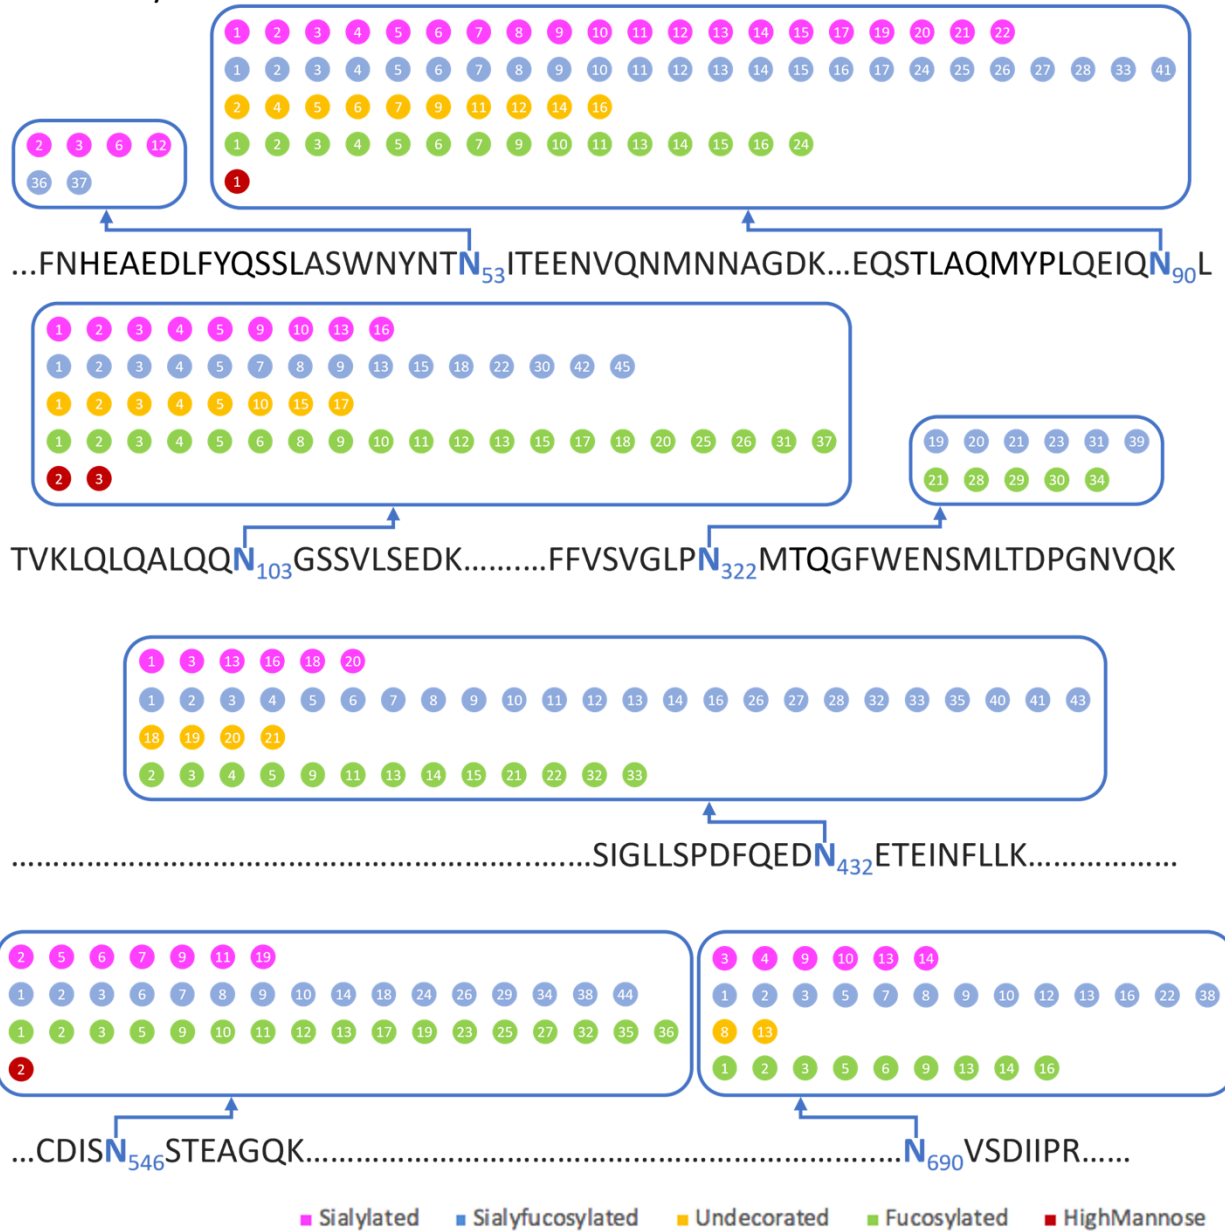 1 2 3 4 5 6 7 8 9 10 11 12 13 14 15 17 19 20 21 22
1 2 3 4 5 6 7 8 9 10 11 12 13 14 15 16 17 24 25 26 27 28 33 41
2 4 5 6 7 9 11 12 14 16
1 2 3 4 5 6 7 9 10 11 13 14 15 16 24
1
2 3 6 12
36 37
...FNHEAEDLFYQSSLASWNYNTN53ITEENVQNMNNAGDK...EQSTLAQMYPLQEIQN90L
1 2 3 4 5 9 10 13 16
1 2 3 4 5 7 8 9 13 15 18 22 30 42 45
1 2 3 4 5 10 15 17
1 2 3 4 5 6 8 9 10 11 12 13 15 17 18 20 25 26 31 37
2 3
19 20 21 23 31 39
21 28 29 30 34
TVKLQLQALQQN103GSSVLSEDK.........FFVSVGLPN322MTQGFWENSMLTDPGNVQK
1 3 13 16 18 20
1 2 3 4 5 6 7 8 9 10 11 12 13 14 16 26 27 28 32 33 35 40 41 43
18 19 20 21
2 3 4 5 9 11 13 14 15 21 22 32 33
......................................................................SIGLLSPDFQEDN432ETEINFLLK..................
2 5 6 7 9 11 19
1 2 3 6 7 8 9 10 14 18 24 26 29 34 38 44
1 2 3 5 9 10 11 12 13 17 19 23 25 27 32 35 36
2
3 4 9 10 13 14
1 2 3 5 7 8 9 10 12 13 16 22 38
8 13
1 2 3 5 6 9 13 14 16
...CDISN546STEAGQK........................................................................N690VSDIIPR......
Sialylated Sialyfucosylated Undecorated Fucosylated HighMannose